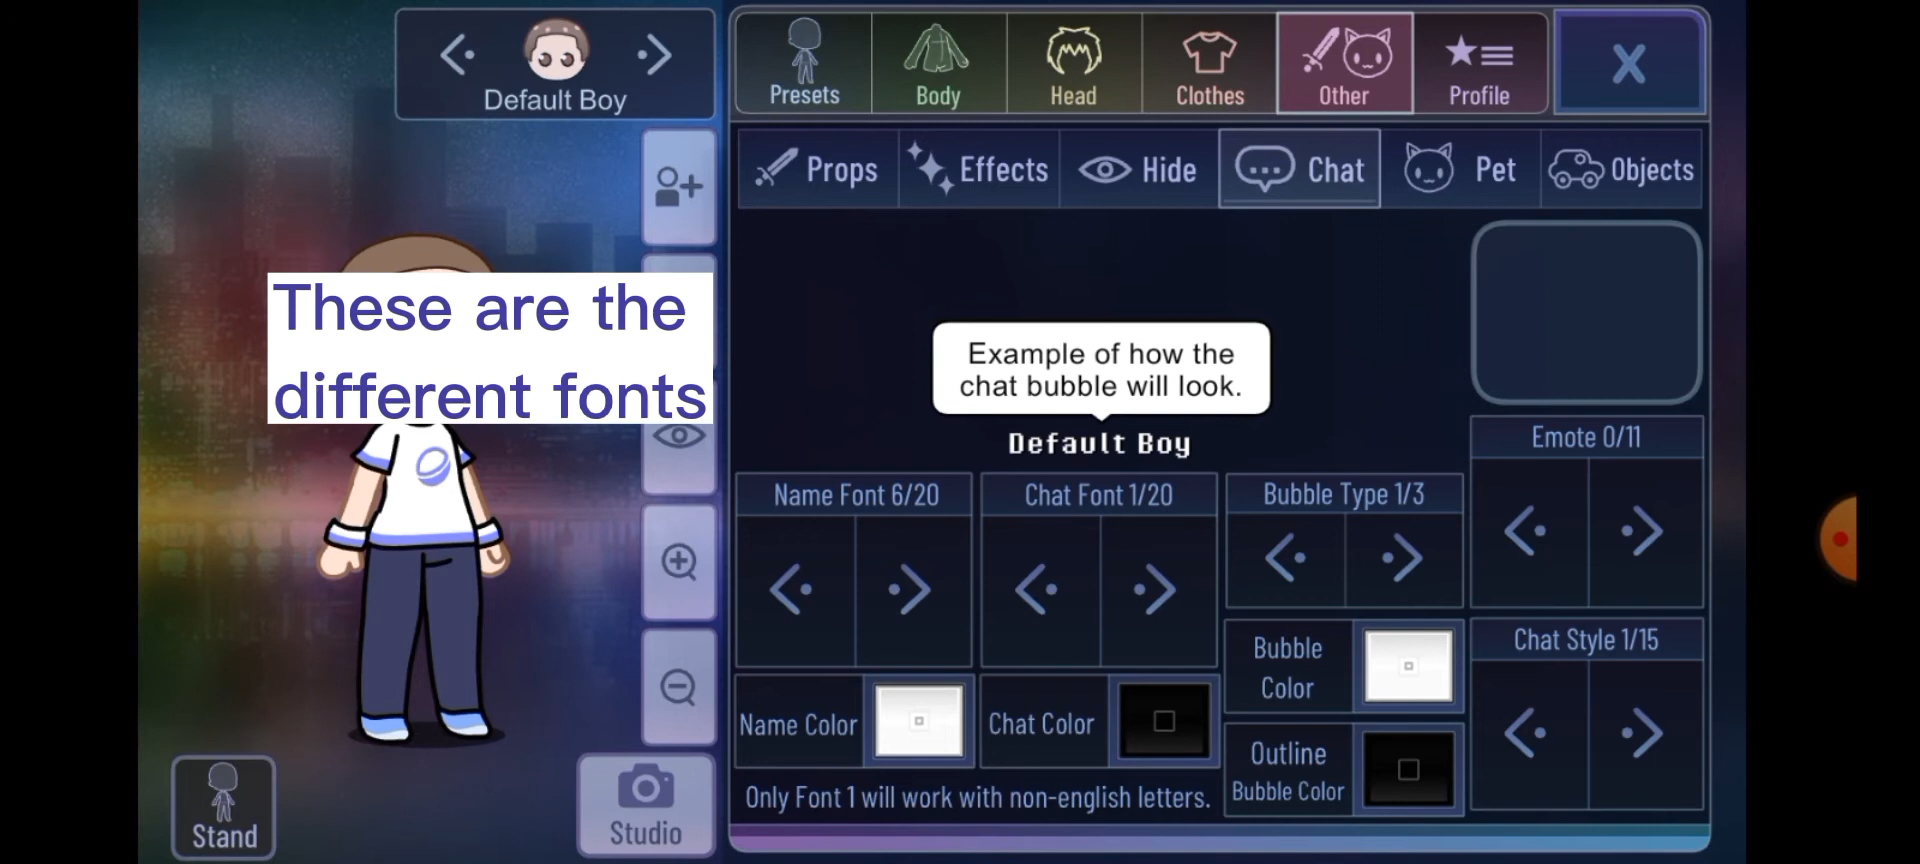 Default Boy
Presets
Body
Head
Clothes
Other
Profile
X
Props
Effects
Hide
Chat
Pet
Objects
These are the
different fonts
Example of how the
chat bubble will look.
Default Boy
Name Font 6/20
Chat Font 1/20
Bubble Type 1/3
Emote 0/11
Name Color
Chat Color
Bubble
Color
Outline
Bubble Color
Chat Style 1/15
Only Font 1 will work with non-english letters.
Stand
Studio